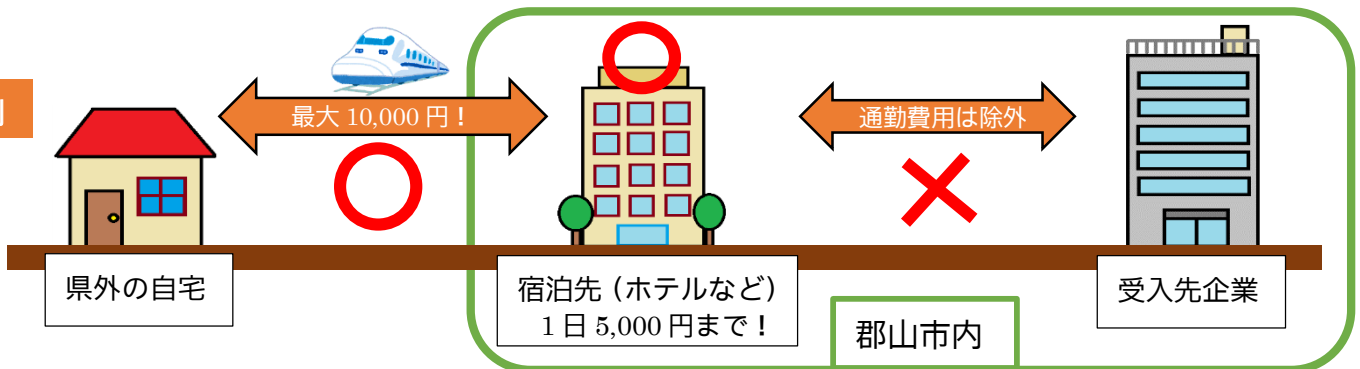 最大 10,000 円！
通勤費用は除外
県外の自宅
宿泊先（ホテルなど）
１日 5,000 円まで！
受入先企業
郡山市内